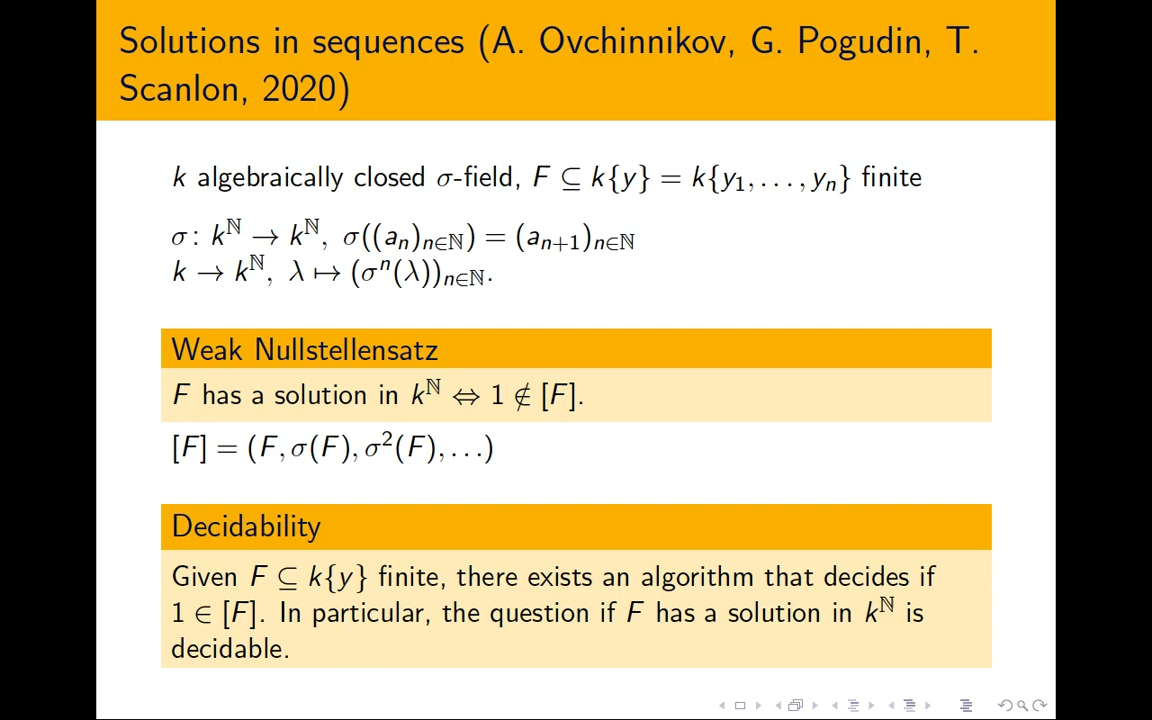 Solutions in sequences (A. Ovchinnikov, G. Pogudin, T.
Scanlon, 2020)
k algebraically closed σ-field, F ⊆ k{y} = k{y₁, . . . , yₙ} finite
σ: k^ℕ → k^ℕ, σ((aₙ)ₙ∈ℕ) = (aₙ₊₁)ₙ∈ℕ
k → k^ℕ, λ ↦ (σⁿ(λ))ₙ∈ℕ.
Weak Nullstellensatz
F has a solution in k^ℕ ⇔ 1 ∉ [F].
[F] = (F, σ(F), σ²(F), . . .)
Decidability
Given F ⊆ k{y} finite, there exists an algorithm that decides if
1 ∈ [F]. In particular, the question if F has a solution in k^ℕ is
decidable.